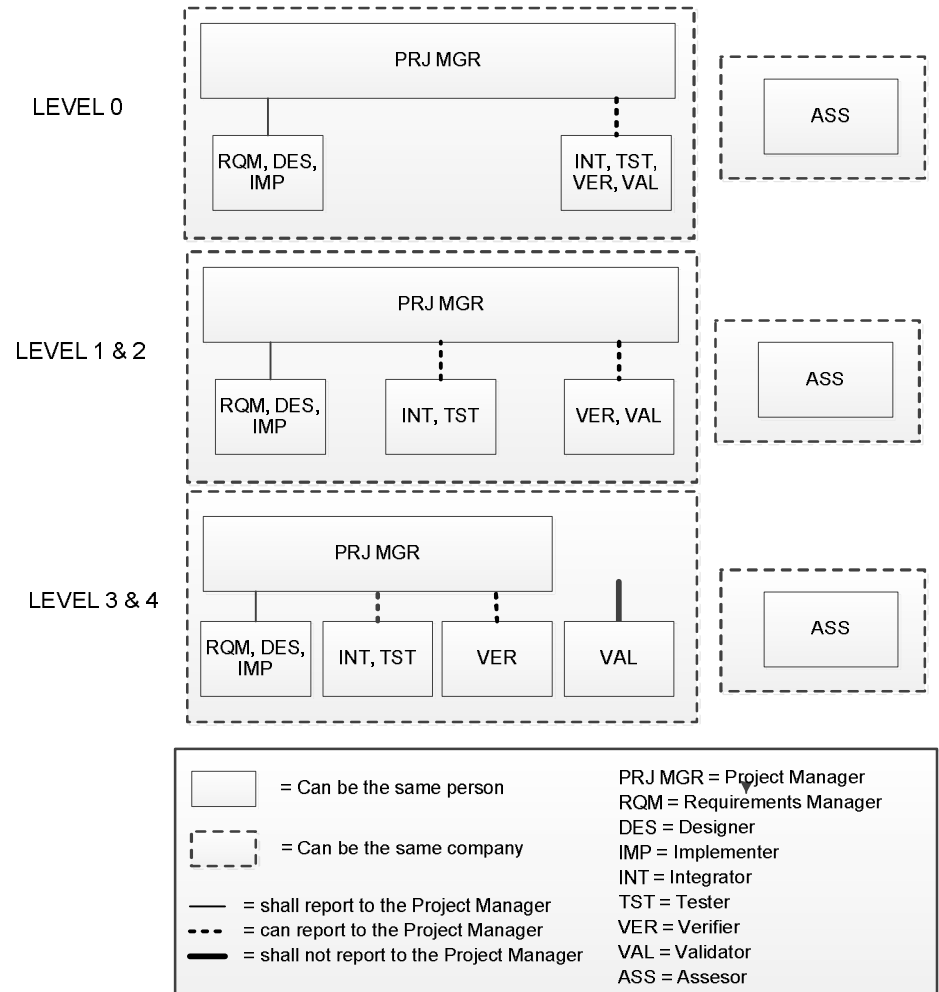 LEVEL 0
PRJ MGR
RQM, DES,
IMP
INT, TST,
VER, VAL
ASS
LEVEL 1 & 2
PRJ MGR
RQM, DES,
IMP
INT, TST
VER, VAL
ASS
LEVEL 3 & 4
PRJ MGR
RQM, DES,
IMP
INT, TST
VER
VAL
ASS
= Can be the same person
= Can be the same company
= shall report to the Project Manager
= can report to the Project Manager
= shall not report to the Project Manager
PRJ MGR = Project Manager
RQM = Requirements Manager
DES = Designer
IMP = Implementer
INT = Integrator
TST = Tester
VER = Verifier
VAL = Validator
ASS = Assesor